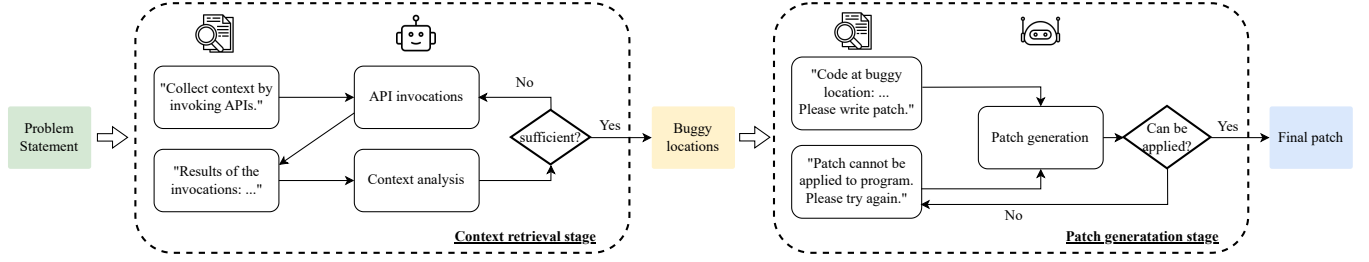 Problem
Statement
"Collect context by
invoking APIs."
API invocations
"Results of the
invocations: ..."
Context analysis
No
sufficient?
Yes
Context retrieval stage
Buggy
locations
"Code at buggy
location: ...
Please write patch."
"Patch cannot be
applied to program.
Please try again."
Patch generation
Can be
applied?
Yes
No
Patch generatation stage
Final patch